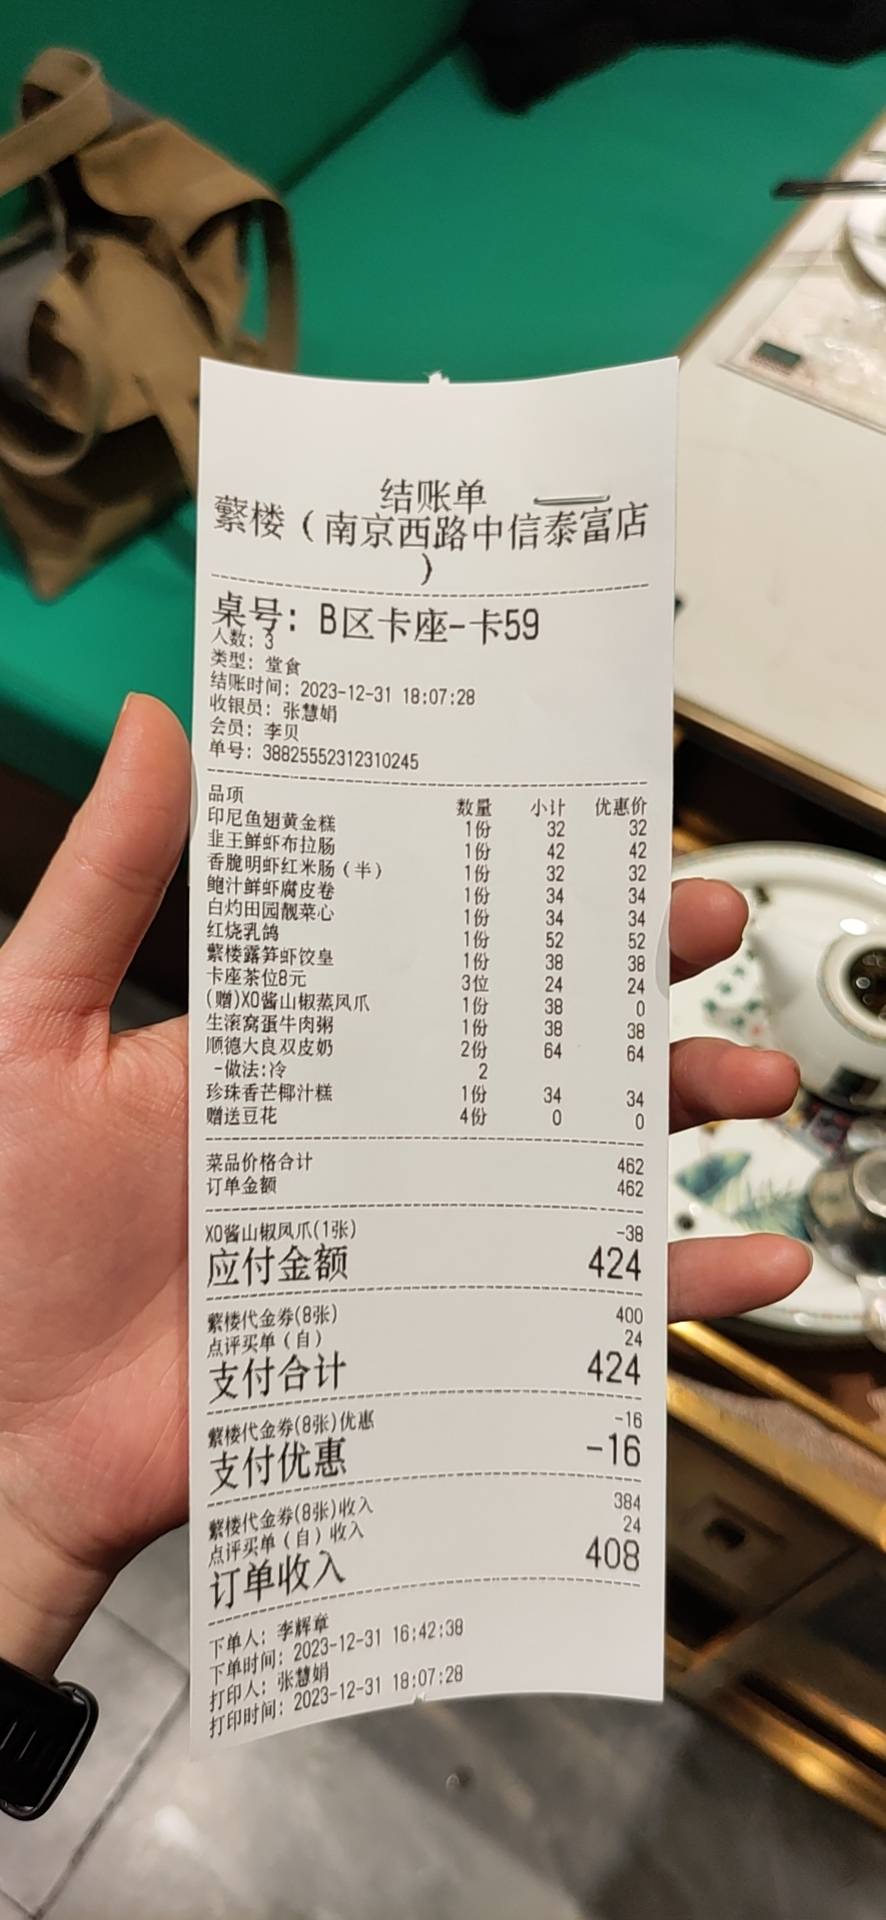 结账单
蘩楼（南京西路中信泰富店
）
桌号: B区卡座-卡59
人数: 3
类型: 堂食
结账时间: 2023-12-31 18:07:28
收银员: 张慧娟
会员: 李贝
单号: 38825552312310245
品项 数量 小计 优惠价
印尼鱼翅黄金糕 1份 32 32
韭王鲜虾布拉肠 1份 42 42
香脆明虾红米肠（半） 1份 32 32
鲍汁鲜虾腐皮卷 1份 34 34
白灼田园靓菜心 1份 34 34
红烧乳鸽 1份 52 52
蘩楼露笋虾饺皇 1份 38 38
卡座茶位8元 3位 24 24
(赠)XO酱山椒蒸凤爪 1份 38 0
生滚窝蛋牛肉粥 1份 38 38
顺德大良双皮奶 2份 64 64
-做法:冷 2
珍珠香芒椰汁糕 1份 34 34
赠送豆花 4份 0 0
菜品价格合计 462
订单金额 462
XO酱山椒凤爪(1张) -38
应付金额 424
蘩楼代金券(8张) 400
点评买单（自） 24
支付合计 424
蘩楼代金券(8张)优惠 -16
支付优惠 -16
蘩楼代金券(8张)收入 384
点评买单（自）收入 24
订单收入 408
下单人: 李辉章
下单时间: 2023-12-31 16:42:38
打印人: 张慧娟
打印时间: 2023-12-31 18:07:28